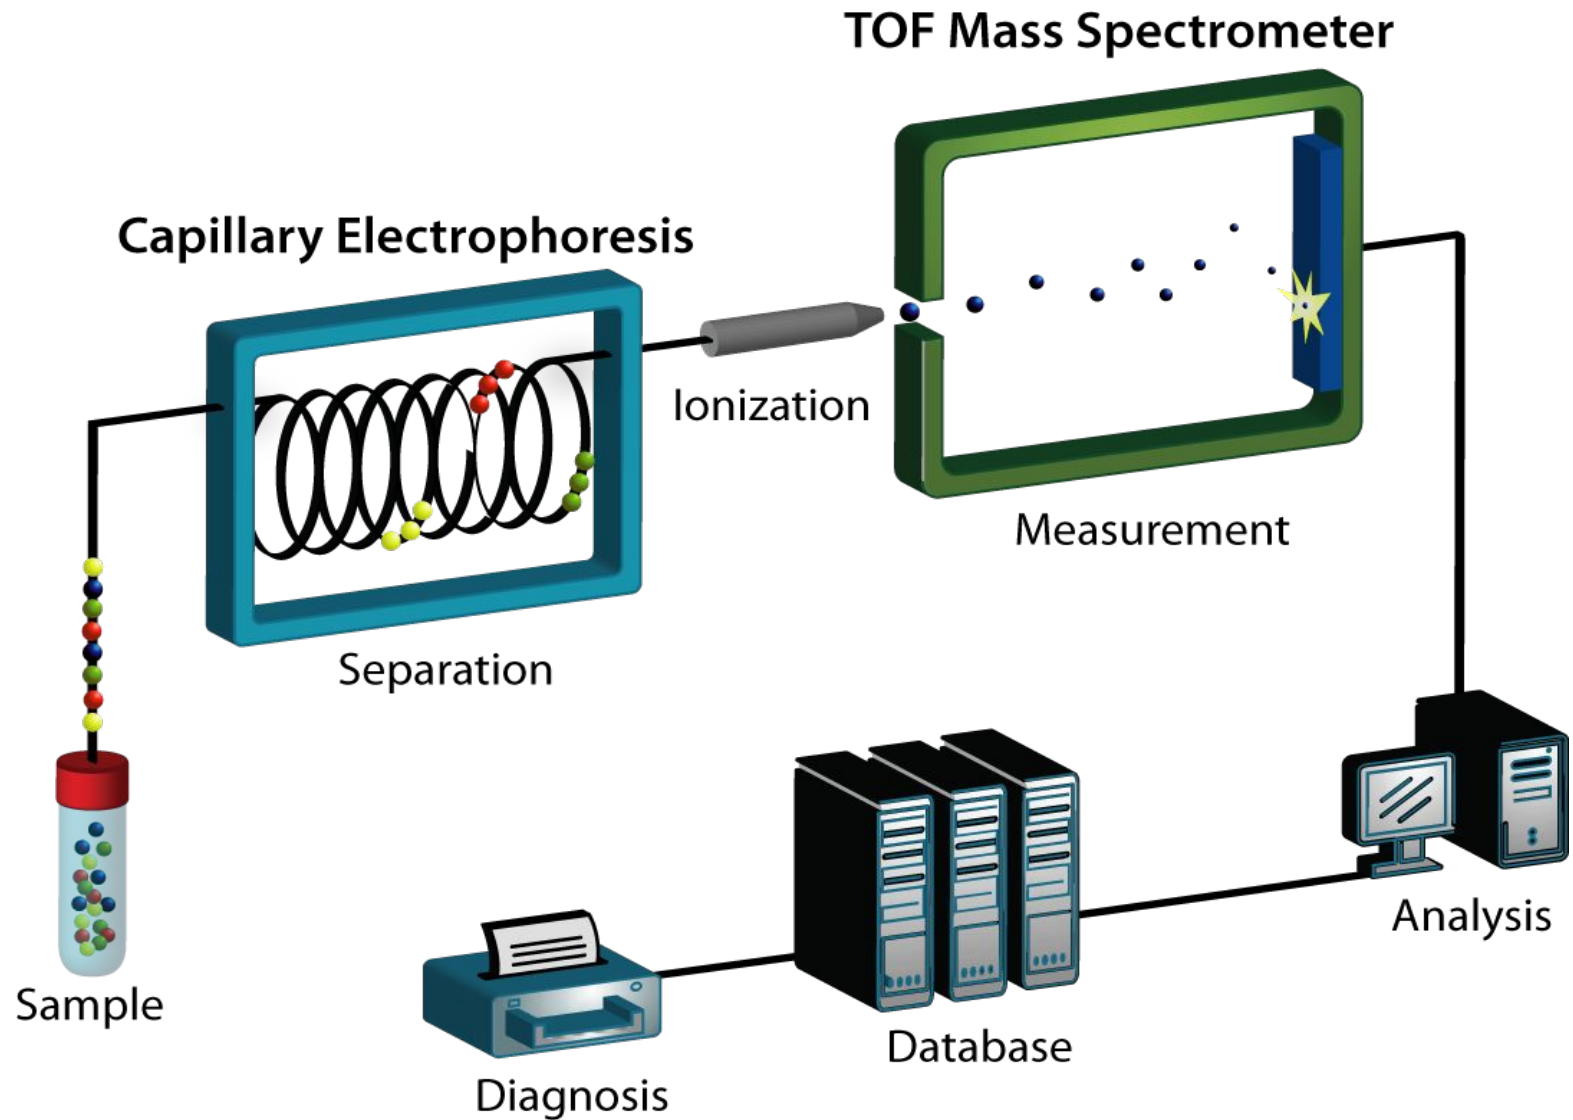 TOF Mass Spectrometer
Capillary Electrophoresis
Ionization
Measurement
Separation
Sample
Analysis
Database
Diagnosis